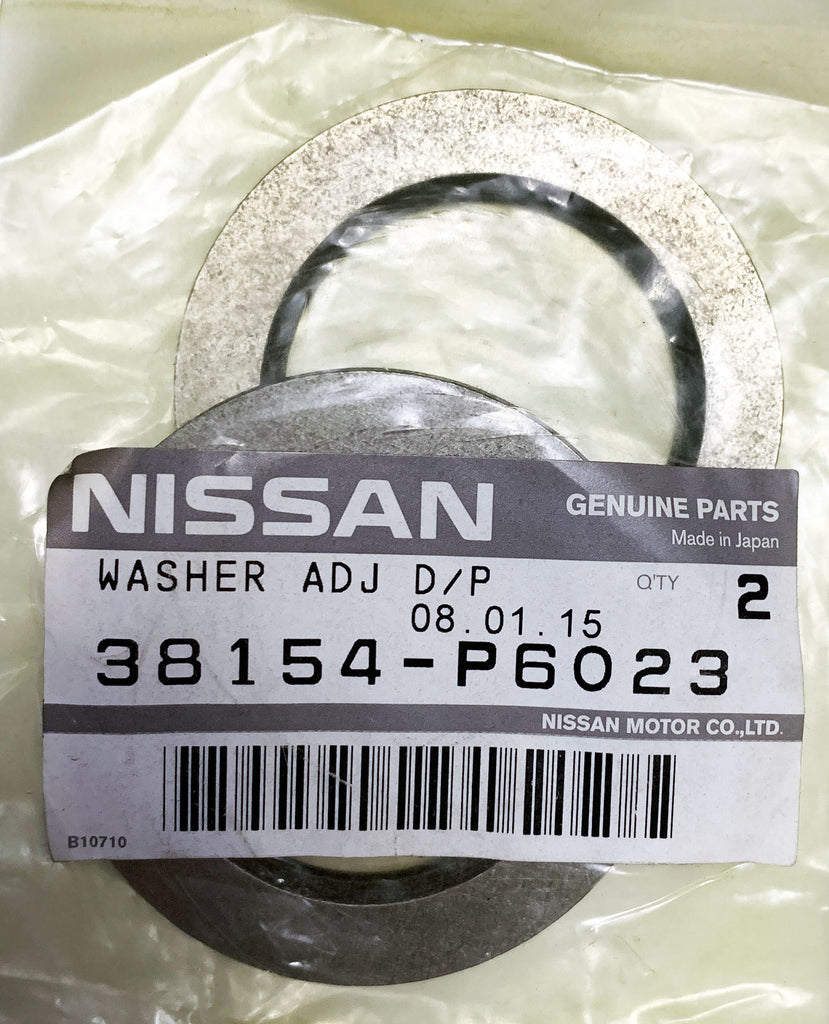 NISSAN
GENUINE PARTS
Made in Japan
WASHER ADJ D/P
Q'TY 2
08.01.15
38154-P6023
NISSAN MOTOR CO.,LTD.
B10710